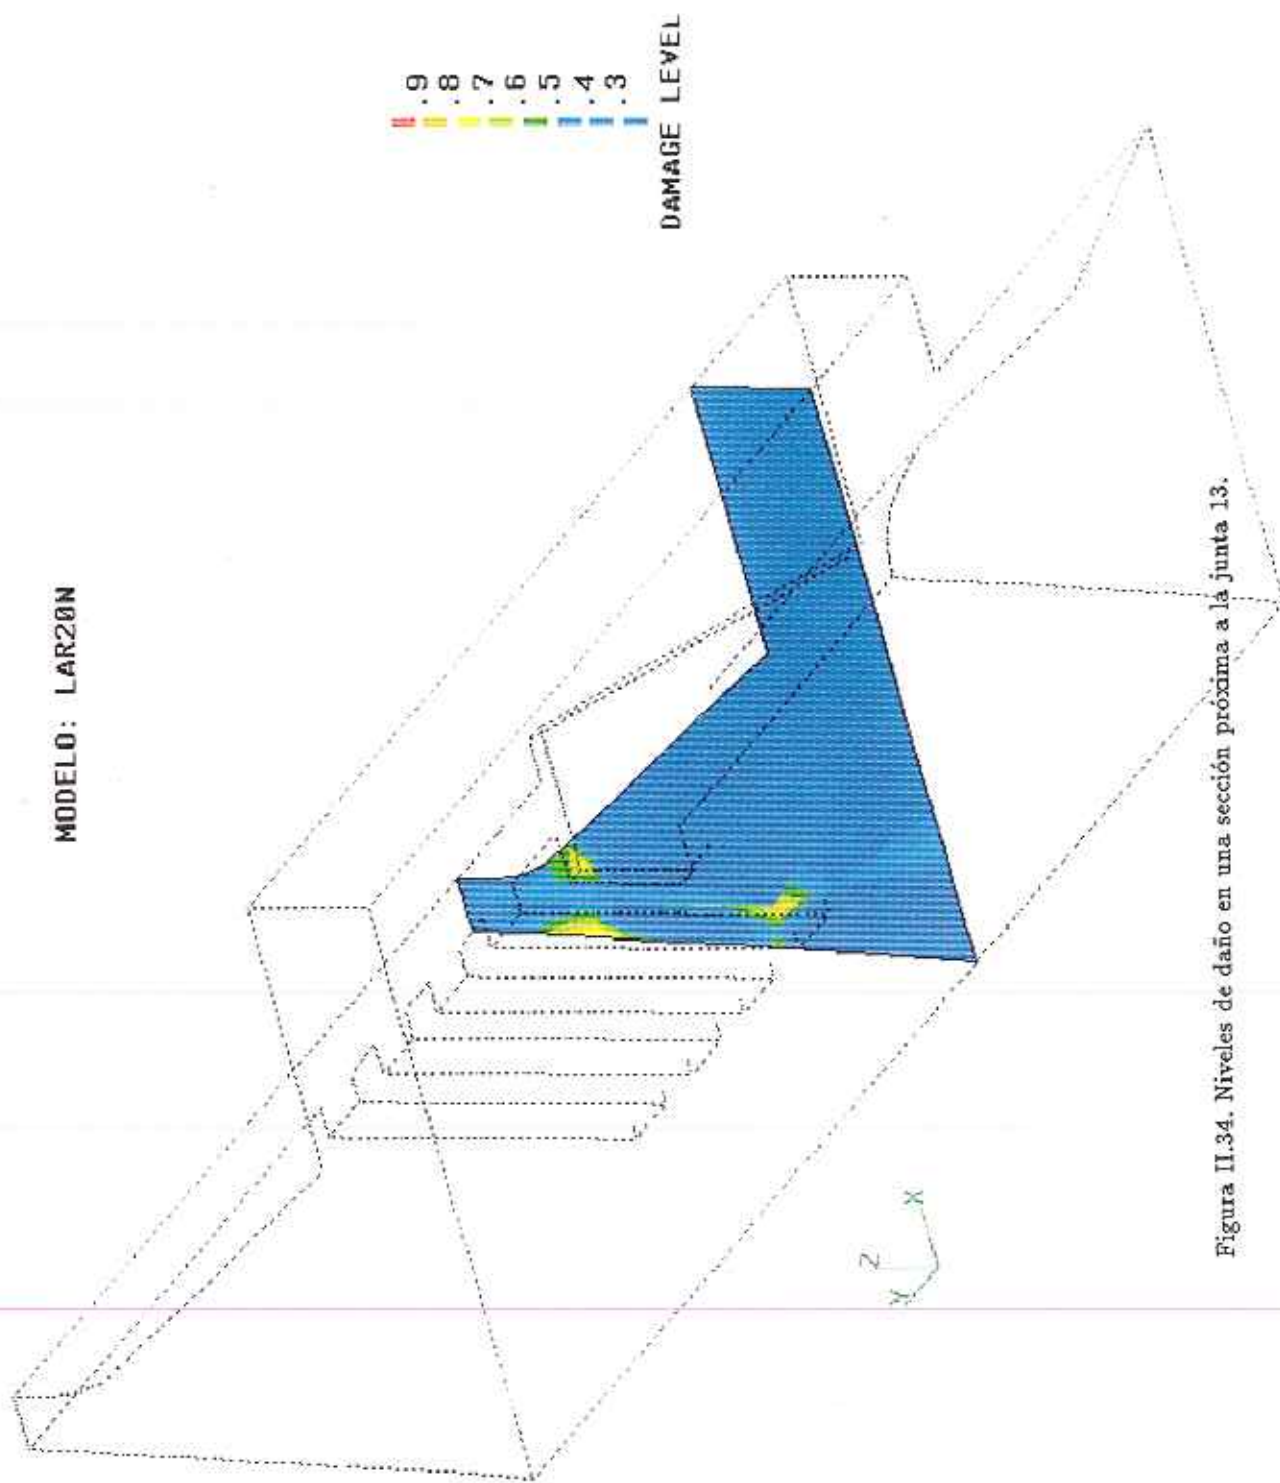 MODELO: LAR20N
.9
.8
.7
.6
.5
.4
.3
DAMAGE LEVEL
Z
Y
X
Figura II.34. Niveles de daño en una sección próxima a la junta 13.